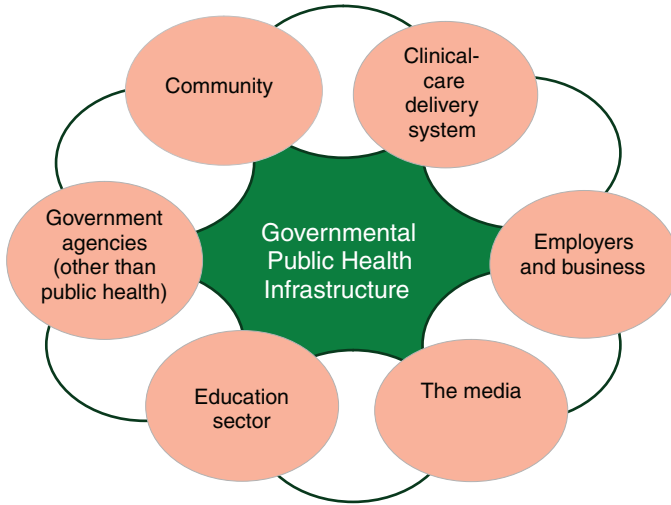 Community
Clinical-
care
delivery
system
Government
agencies
(other than
public health)
Governmental
Public Health
Infrastructure
Employers
and business
Education
sector
The media